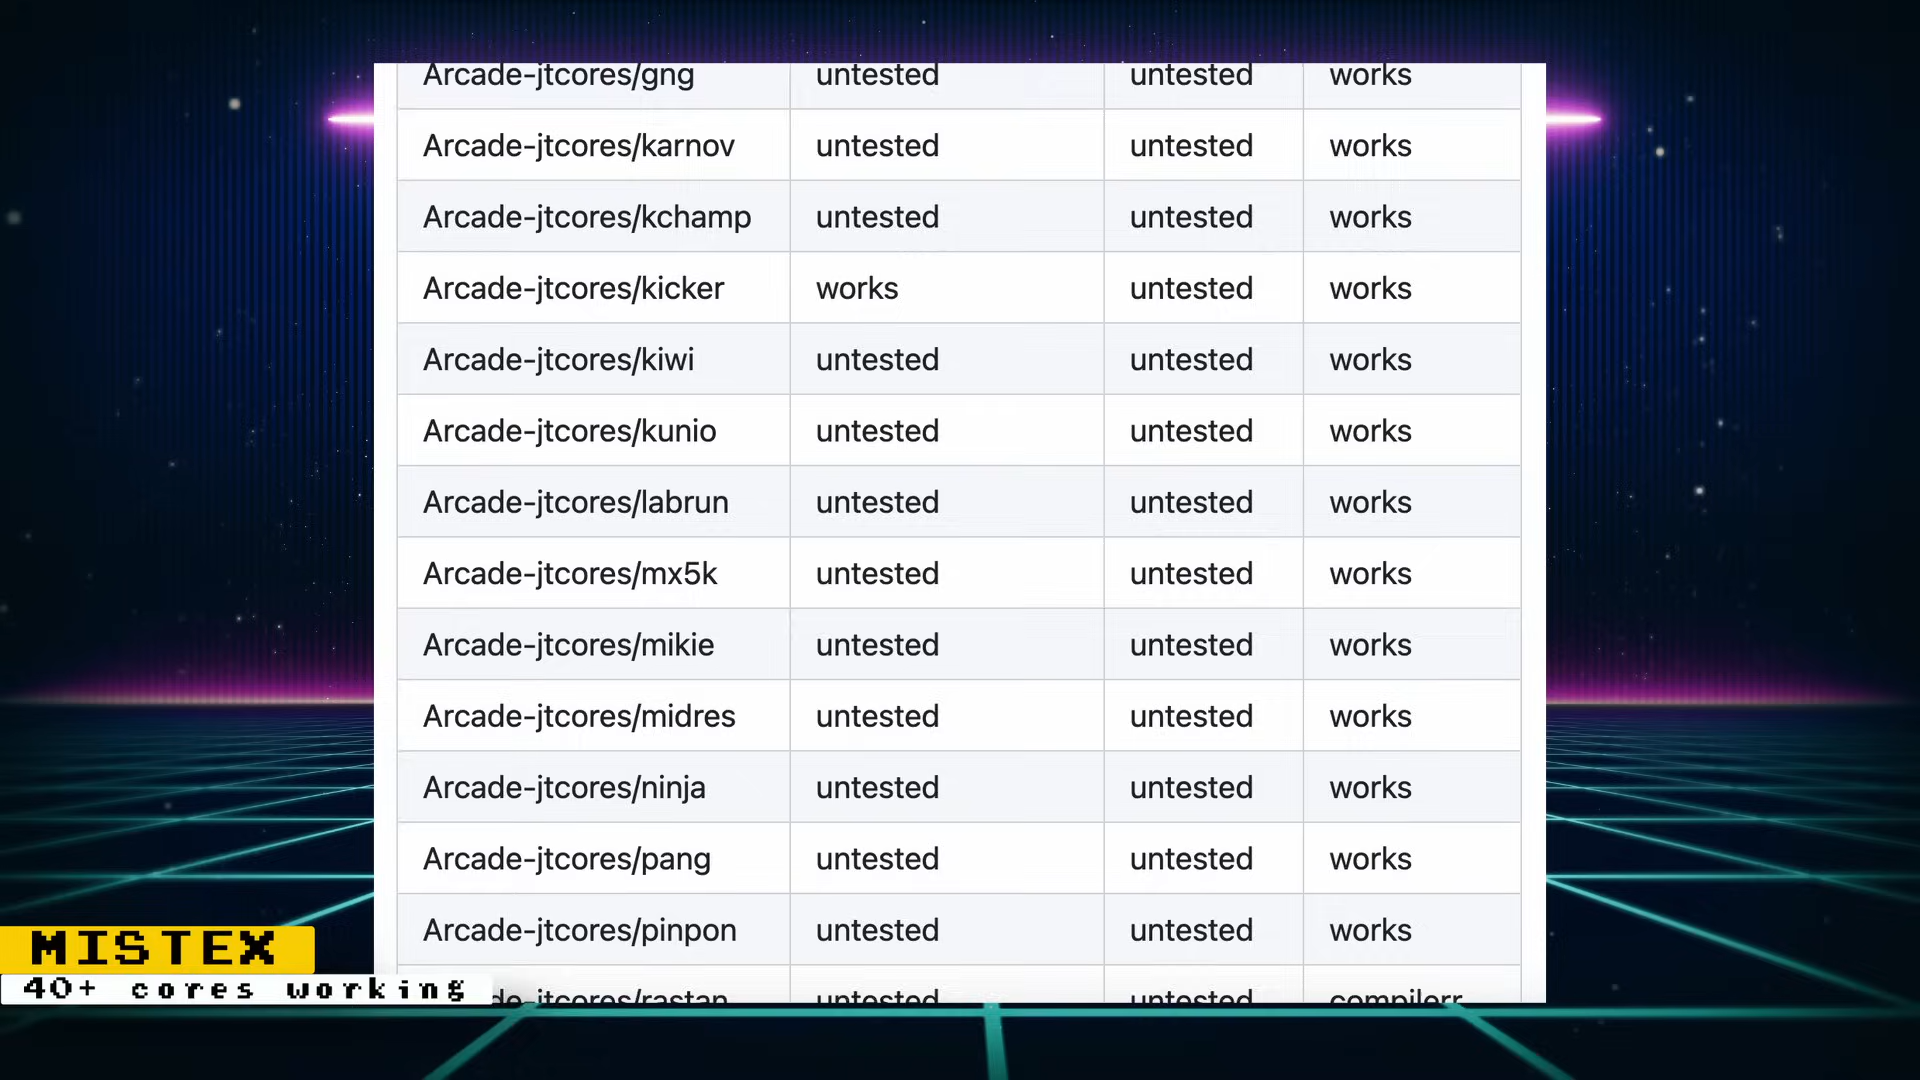 Arcade-jtcores/gng untested untested works
Arcade-jtcores/karnov untested untested works
Arcade-jtcores/kchamp untested untested works
Arcade-jtcores/kicker works untested works
Arcade-jtcores/kiwi untested untested works
Arcade-jtcores/kunio untested untested works
Arcade-jtcores/labrun untested untested works
Arcade-jtcores/mx5k untested untested works
Arcade-jtcores/mikie untested untested works
Arcade-jtcores/midres untested untested works
Arcade-jtcores/ninja untested untested works
Arcade-jtcores/pang untested untested works
Arcade-jtcores/pinpon untested untested works
de-jtcores/rastan untested untested compilerr
MISTEX
40+ cores working